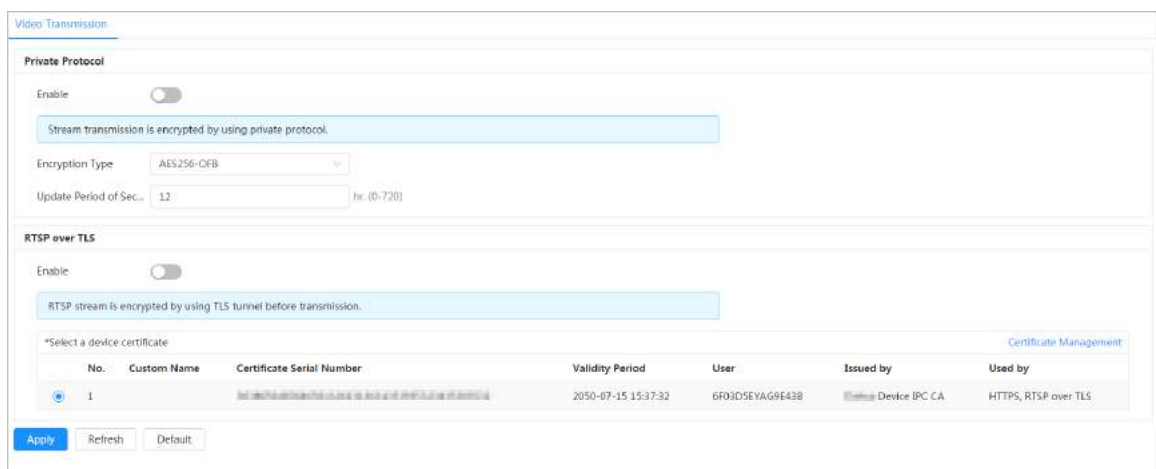 Video Transmission
Private Protocol
Enable
Stream transmission is encrypted by using private protocol.
Encryption Type AES256-OFB
Update Period of Sec... 12 hr. (0-720)
RTSP over TLS
Enable
RTSP stream is encrypted by using TLS tunnel before transmission.
*Select a device certificate Certificate Management
No. Custom Name Certificate Serial Number Validity Period User Issued by Used by
1 2050-07-15 15:37:32 6F03D5EYAG9E43B Device IPC CA HTTPS, RTSP over TLS
Apply Refresh Default